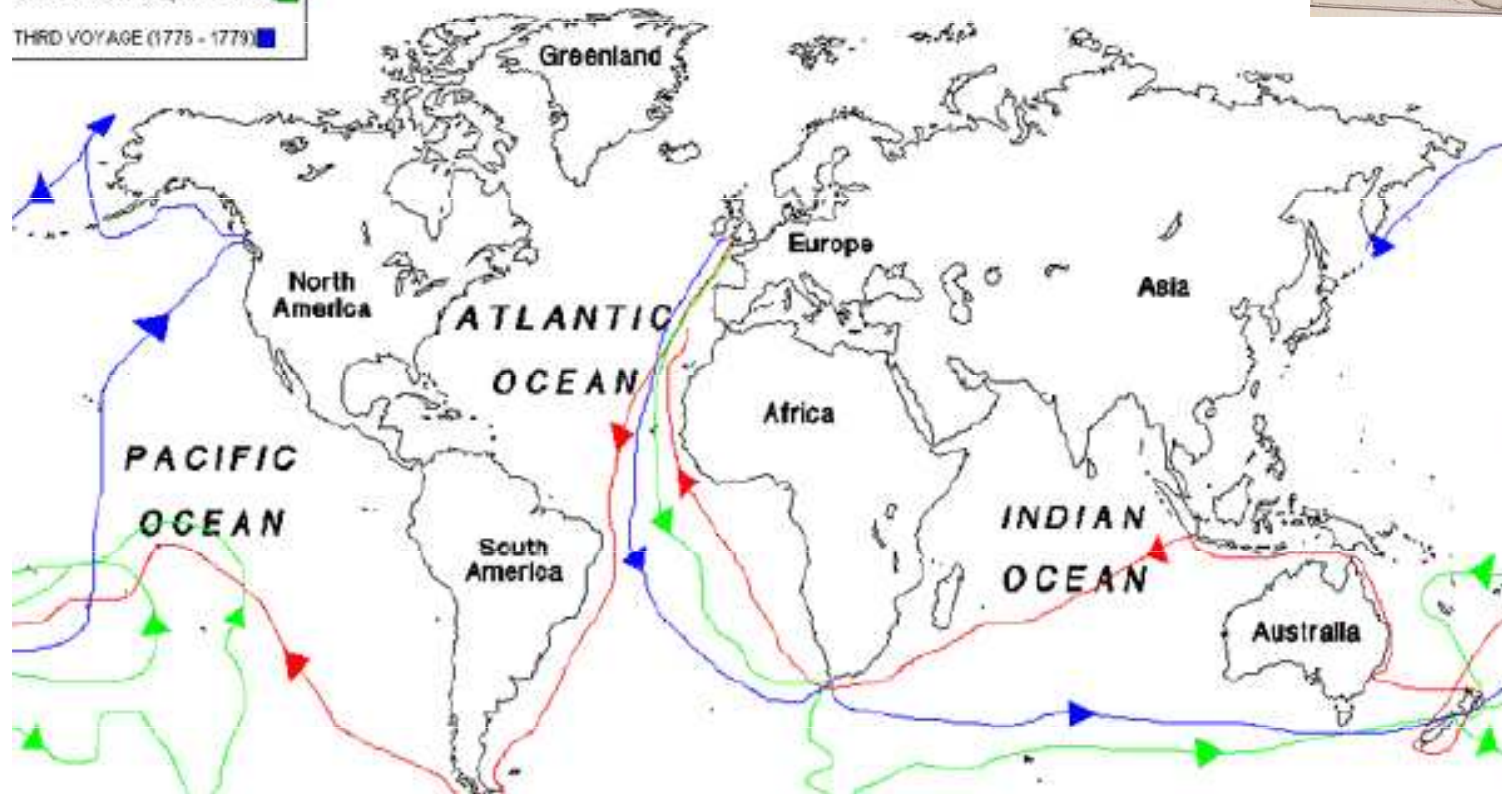 THIRD VOYAGE (1776 - 1779)
Greenland
North
America
ATLANTIC
OCEAN
Europe
Asia
Africa
PACIFIC
OCEAN
South
America
INDIAN
OCEAN
Australia